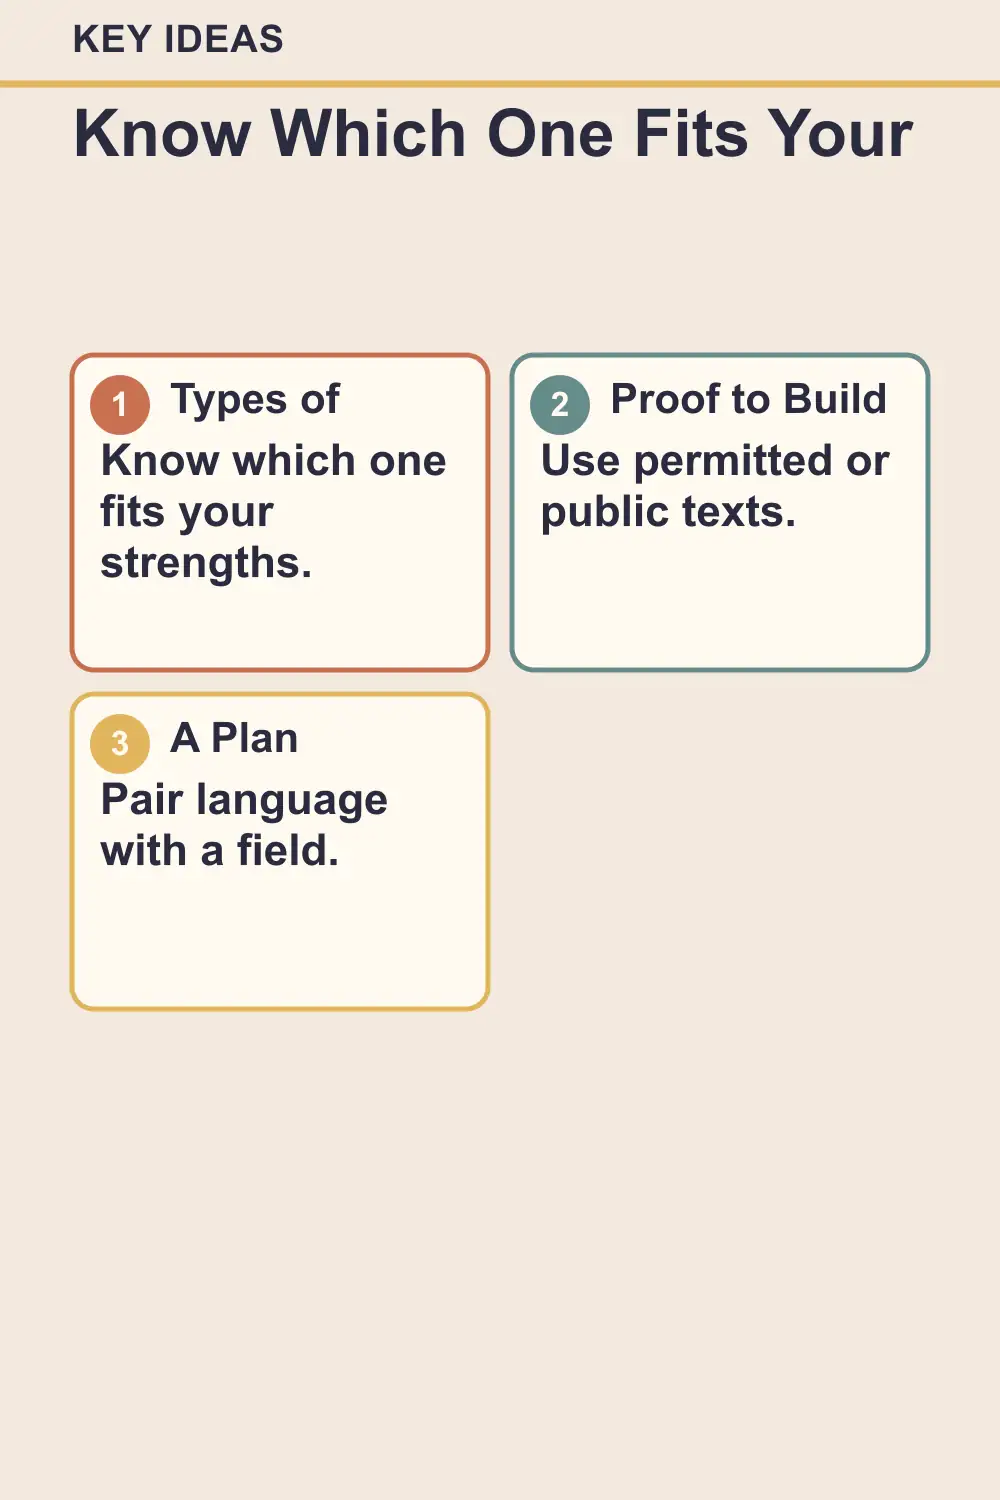 KEY IDEAS
Know Which One Fits Your
1 Types of
Know which one
fits your
strengths.
2 Proof to Build
Use permitted or
public texts.
3 A Plan
Pair language
with a field.